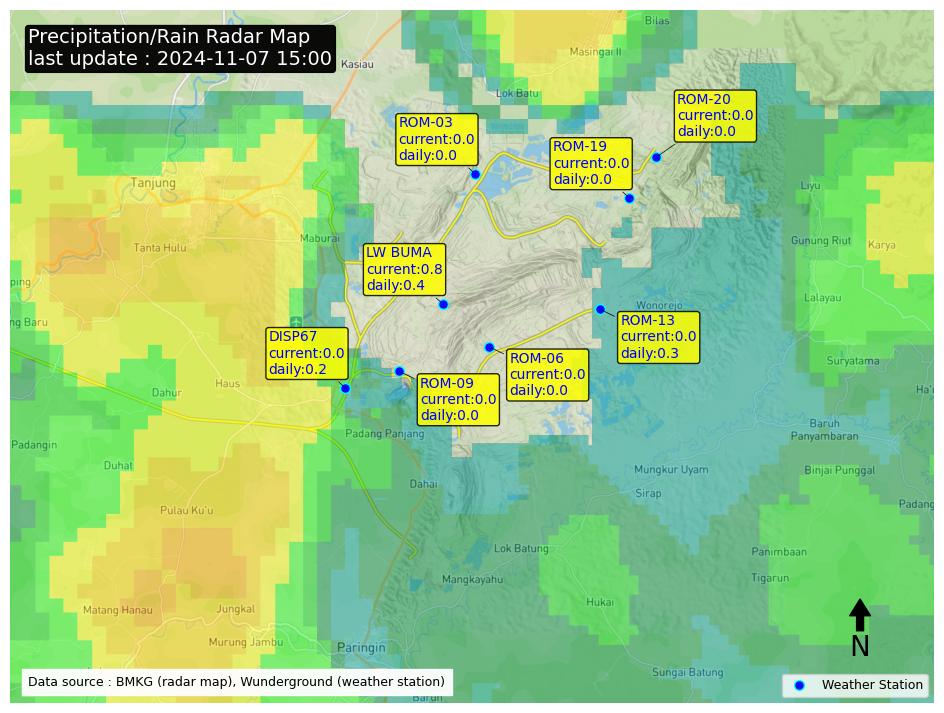 Precipitation/Rain Radar Map
last update : 2024-11-07 15:00
Bilas
Masingai II
Kasiau
Lok Batu
ROM-20
current:0.0
daily:0.0
ROM-03
current:0.0
daily:0.0
ROM-19
current:0.0
daily:0.0
Tanjung
Liyu
Maburai
Tanta Hulu
Gunung Riut
Karya
LW BUMA
current:0.8
daily:0.4
ping
Lalayau
Wonorejo
ng Baru
ROM-13
current:0.0
daily:0.3
DISP67
current:0.0
daily:0.2
ROM-06
current:0.0
daily:0.0
Suryatama
Haus
ROM-09
current:0.0
daily:0.0
Dahur
Ha'u
Baruh
Panyambaran
Padang Panjang
Padangin
Duhat
Mungkur Uyam
Binjai Punggal
Dahai
Sirap
Padang
Pulau Ku'u
Lok Batung
Panimbaan
Mangkayahu
Tigarun
Hukai
Matang Hanau
Jungkal
Murung Jambu
Paringin
N
Sungai Batung
Data source : BMKG (radar map), Wunderground (weather station)
Weather Station
Barun